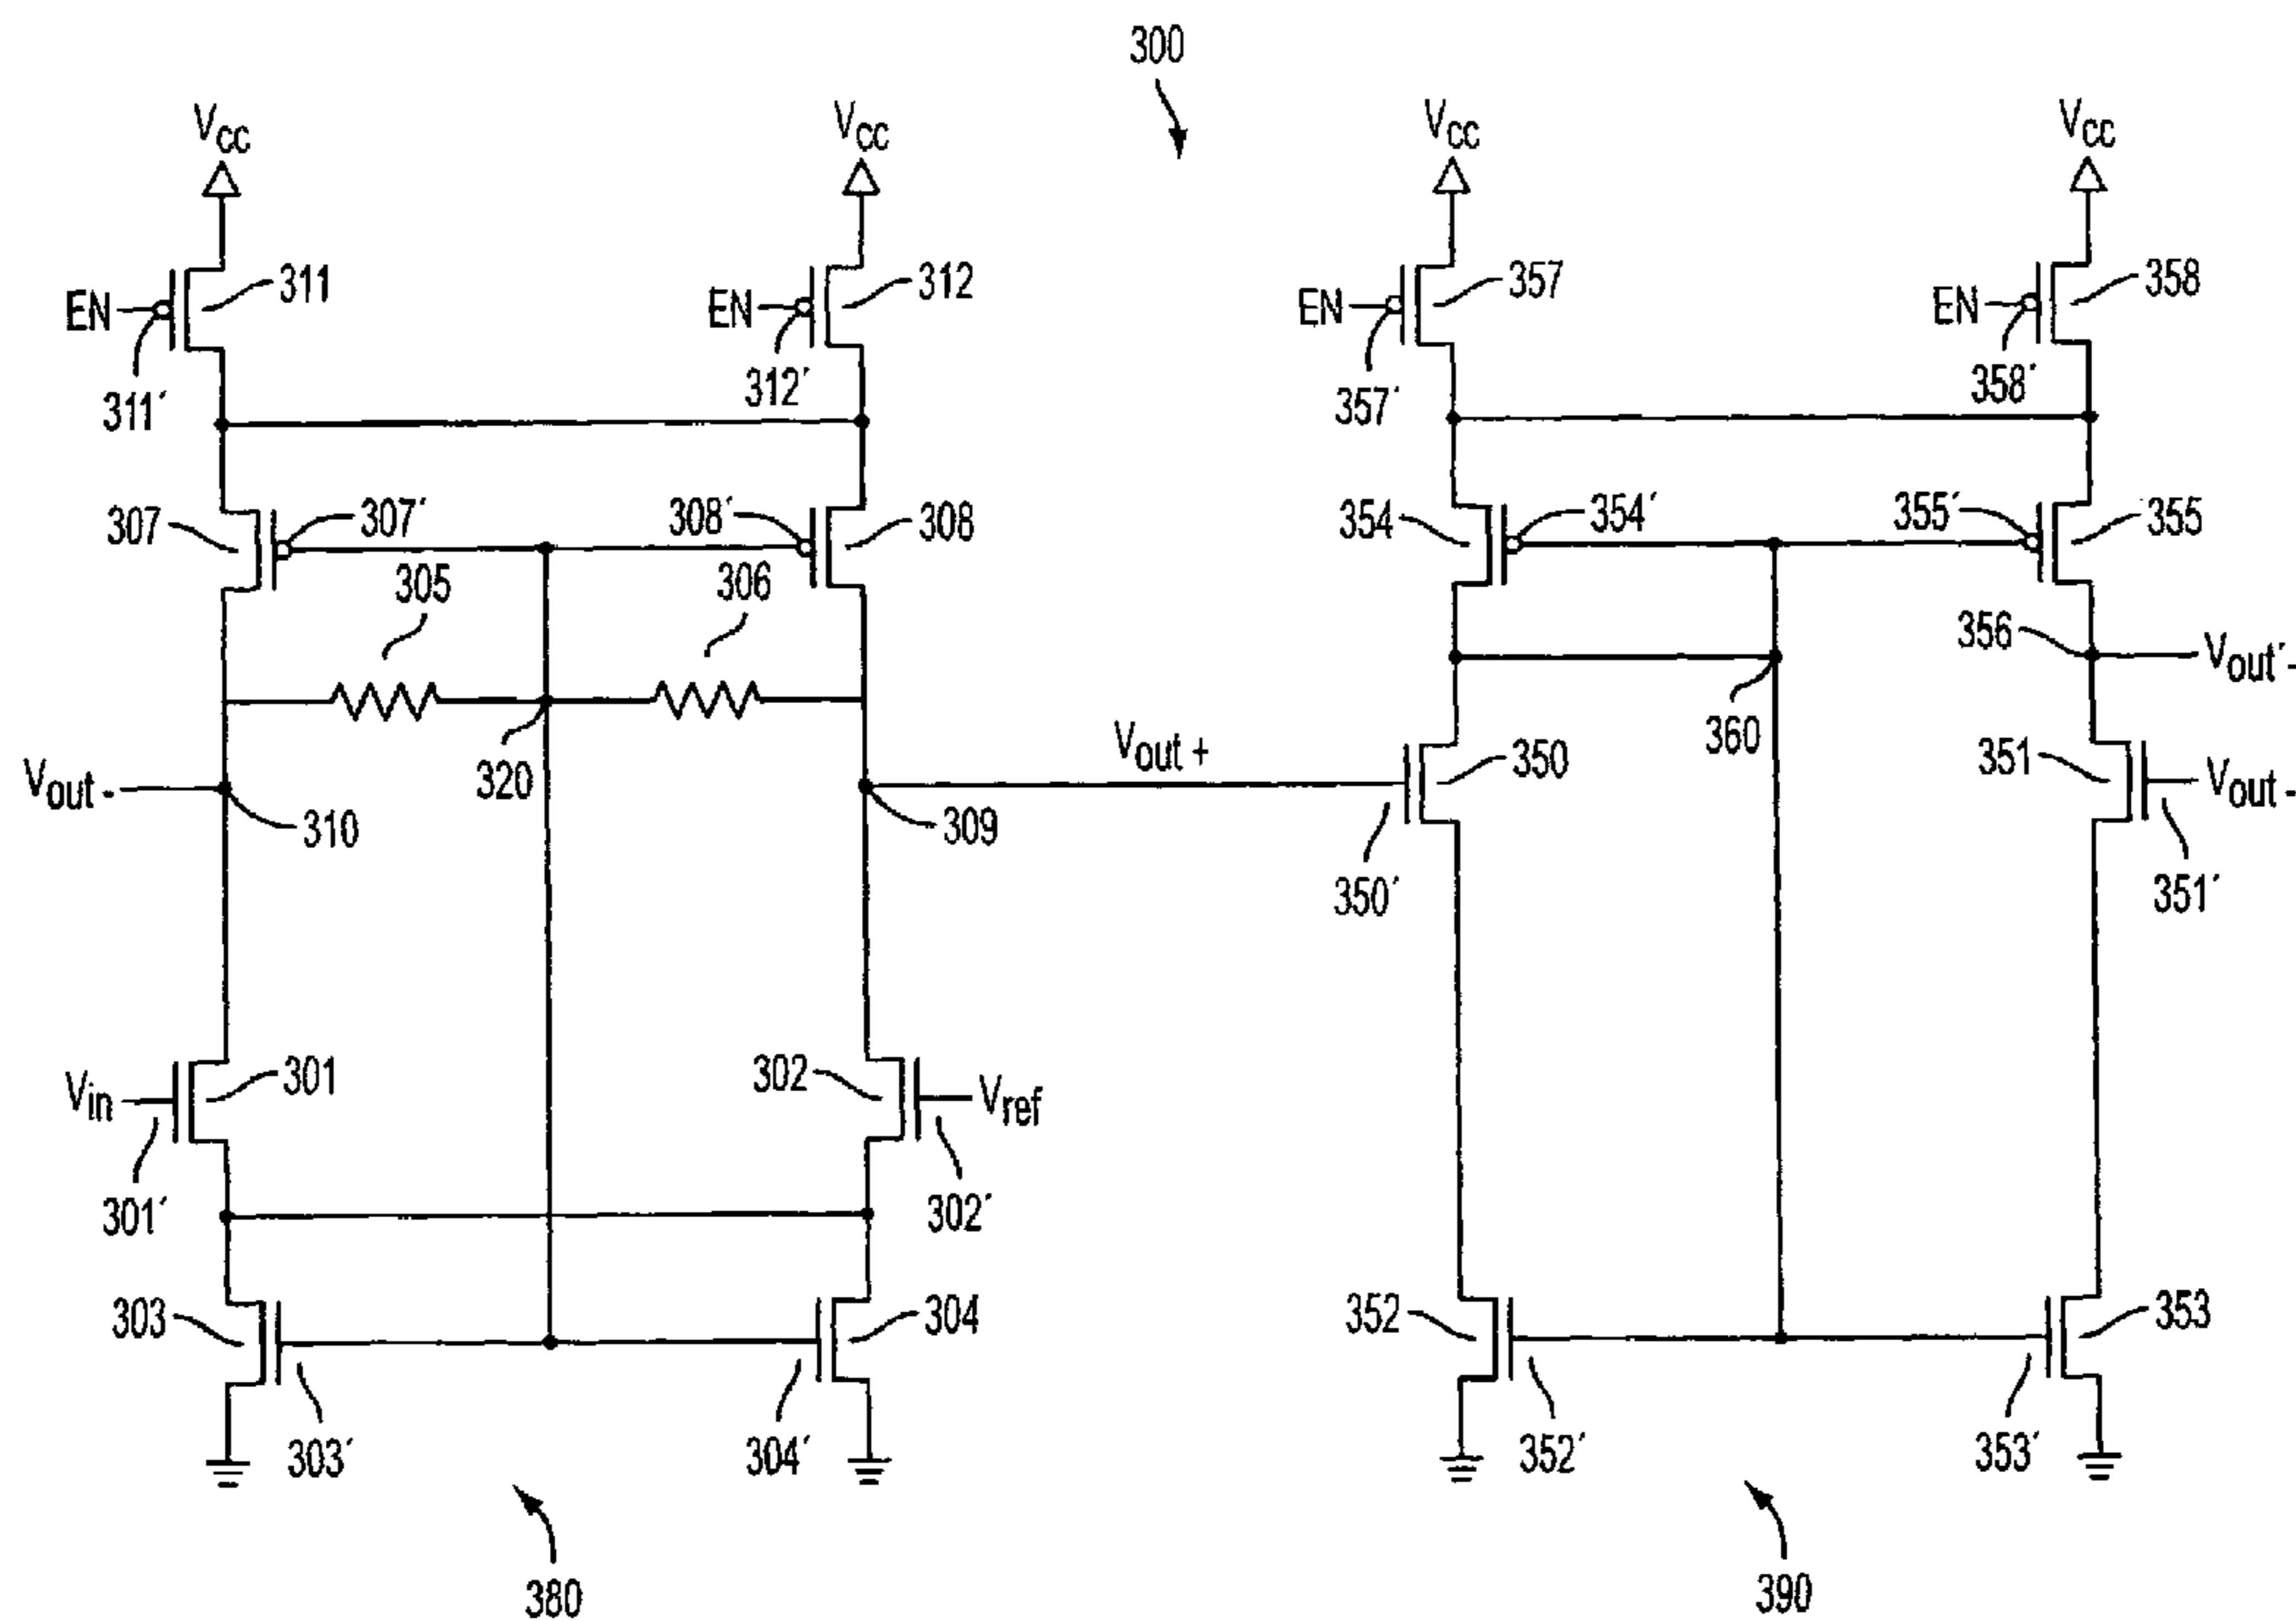 300
Vcc Vcc Vcc Vcc
EN 311 EN 312 EN 357 EN 358
311′ 312′ 357′ 358′
307 307′ 308′ 308 354 354′ 355′ 355
305 306 356 Vout′-
Vout - 320 Vout + 350 360 351 Vout -
310 309 350′ 351′
Vin 301 302 Vref
301′ 302′
303 304 352 353
303′ 304′ 352′ 353′
380 390